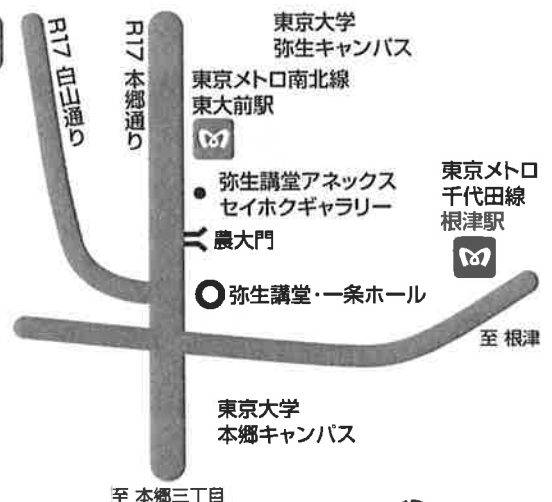 R17 白山通り
R17 本郷通り
東京大学
弥生キャンパス
東京メトロ南北線
東大前駅
弥生講堂アネックス
セイホクギャラリー
農大門
東京メトロ
千代田線
根津駅
弥生講堂・一条ホール
至 根津
東京大学
本郷キャンパス
至 本郷三丁目